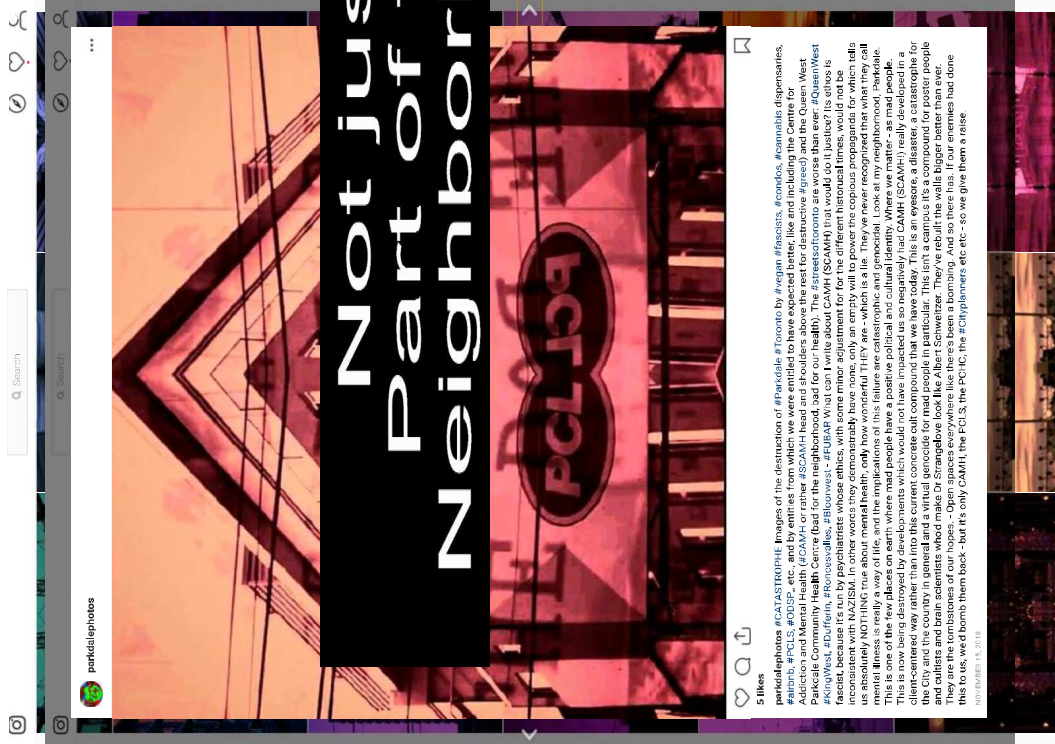 Search
Search
parkdalephotos
Not jus
Part of
Neighbor
PCLS
5 likes
parkdalephotos #CATASTROPHE Images of the destruction of #Parkdale #Toronto by #vegan #fascists, #condos, #cannabis dispensaries,
#airbnb, #PCLS, #ODSP,, etc., and by entities from which we were entitled to have expected better, like and including the Centre for
Addiction and Mental Health (#CAMH or rather #SCAMH head and shoulders above the rest for destructive #greed) and the Queen West
Parkdale Community Health Centre (bad for the neighborhood, bad for our health). The #streetsoftoronto are worse than ever: #QueenWest
#KingWest, #Dufferin, #Roncesvalles, #Bloorwest - #FUBAR What can I write about CAMH (SCAMH) that would do it justice? Its ethos is
fascist, because it's run by psychiatrists whose ethics, with some minor adjustment for for the different historical times, would not be
inconsistent with NAZISM. In other words they demonstrably have none, only an empty will to power the copious propaganda for which tells
us absolutely NOTHING true about mental health, only how wonderful THEY are - which is a lie. They've never recognized that what they call
mental illness is really a way of life, and the implications of this failure are catastrophic and genocidal. Look at my neighborhood, Parkdale.
This is one of the few places on earth where mad people have a positive political and cultural identity. Where we matter - as mad people.
This is now being destroyed by developments which would not have impacted us so negatively had CAMH (SCAMH!) really developed in a
client-centered way rather than into this current concrete cult compound that we have today. This is an eyesore, a disaster, a catastrophe for
the City and the country in general and a virtual genocide for mad people in particular. This isn't a campus it's a compound for poster people
and cultists and brain scientists who'd make Dr Strangelove look like Albert Schweitzer. They've rebuilt the walls bigger better than ever.
They are the tombstones of our hopes. - Open spaces everywhere like there's been a bombing. And so there has. If our enemies had done
this to us, we'd bomb them back - but it's only CAMH, the PCLS, the PCHC, the #Cityplanners etc etc - so we give them a raise.
NOVEMBER 15, 2018